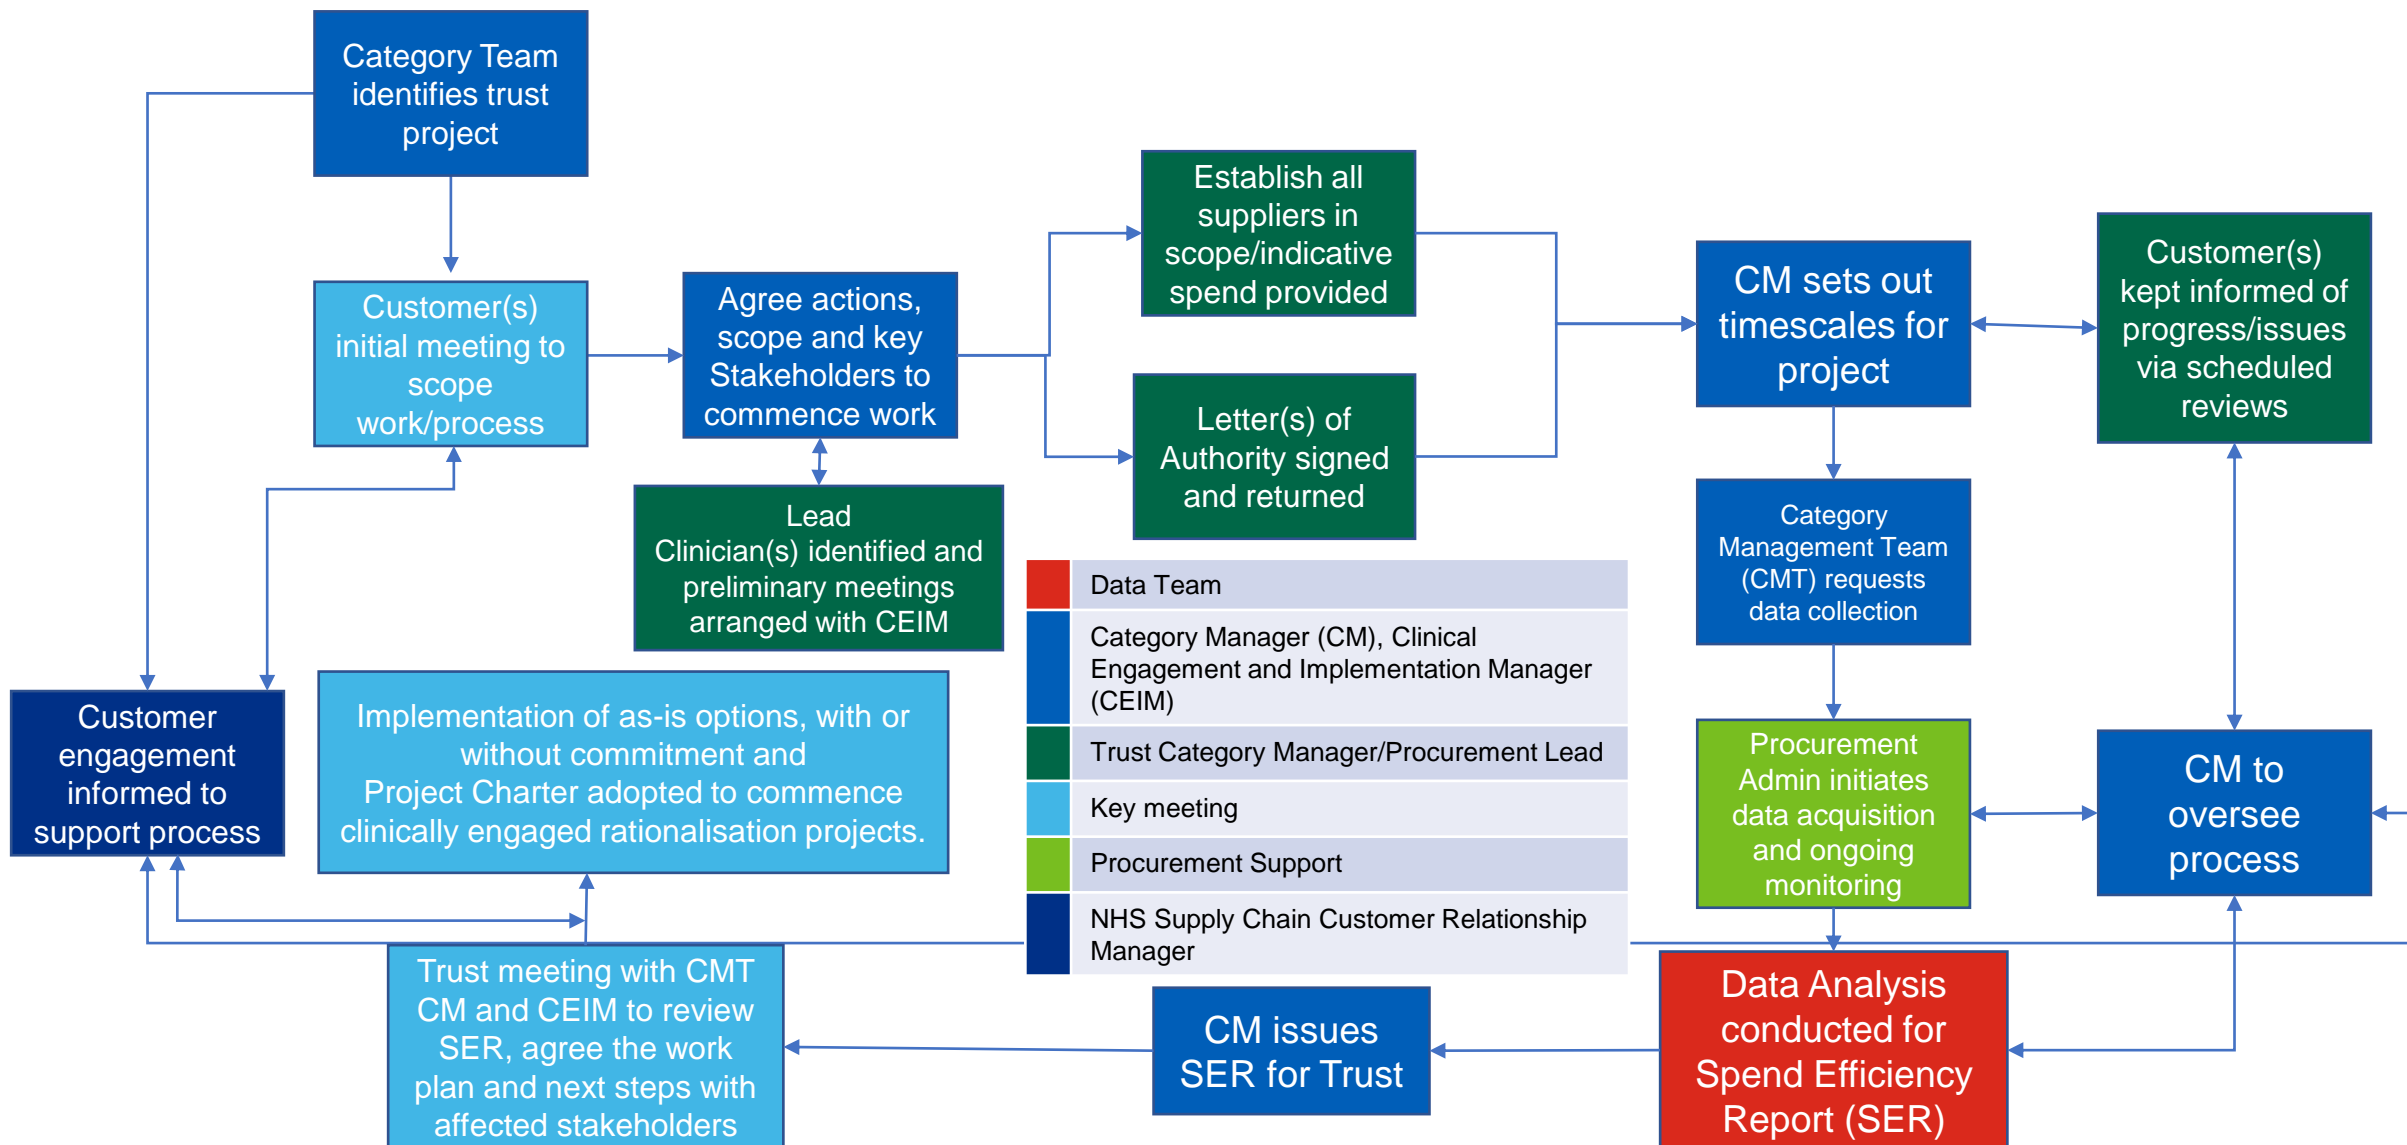 Category Team
identifies trust
project
Customer(s)
initial meeting to
scope
work/process
Agree actions,
scope and key
Stakeholders to
commence work
Lead
Clinician(s) identified and
preliminary meetings
arranged with CEIM
Establish all
suppliers in
scope/indicative
spend provided
Letter(s) of
Authority signed
and returned
CM sets out
timescales for
project
Customer(s)
kept informed of
progress/issues
via scheduled
reviews
Category
Management Team
(CMT) requests
data collection
Procurement
Admin initiates
data acquisition
and ongoing
monitoring
CM to
oversee
process
Data Analysis
conducted for
Spend Efficiency
Report (SER)
CM issues
SER for Trust
Trust meeting with CMT
CM and CEIM to review
SER, agree the work
plan and next steps with
affected stakeholders
Implementation of as-is options, with or
without commitment and
Project Charter adopted to commence
clinically engaged rationalisation projects.
Customer
engagement
informed to
support process
Data Team
Category Manager (CM), Clinical
Engagement and Implementation Manager
(CEIM)
Trust Category Manager/Procurement Lead
Key meeting
Procurement Support
NHS Supply Chain Customer Relationship
Manager